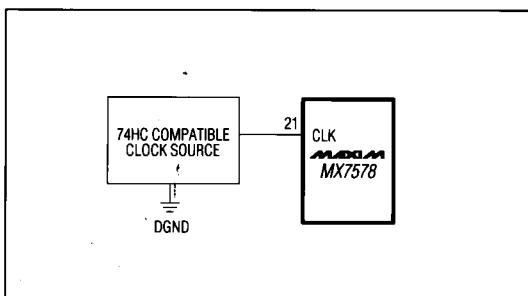 74HC COMPATIBLE
CLOCK SOURCE
DGND
21
CLK
MAXIM
MX7578